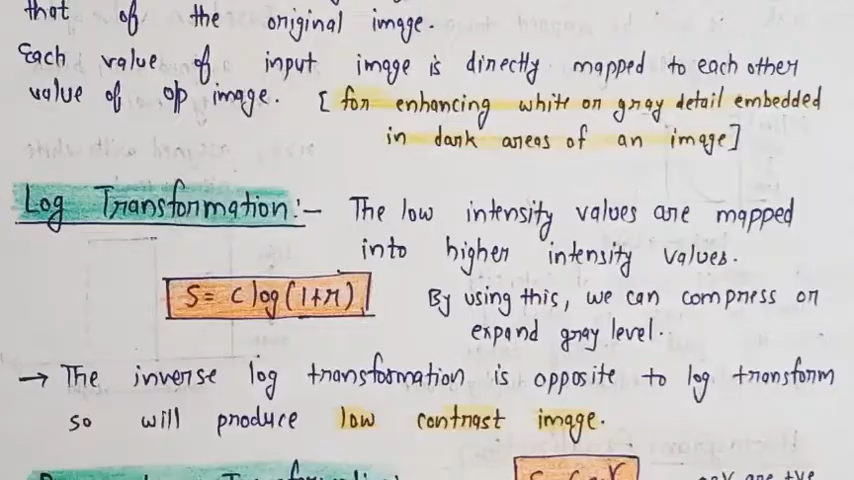 that of the original image.
Each value of input image is directly mapped to each other
value of o/p image. [for enhancing white or gray detail embedded
in dark areas of an image]
Log Transformation:- The low intensity values are mapped
into higher intensity values.
S= c log (1+r) By using this, we can compress or
expand gray level.
→ The inverse log transformation is opposite to log transform
so will produce low contrast image.